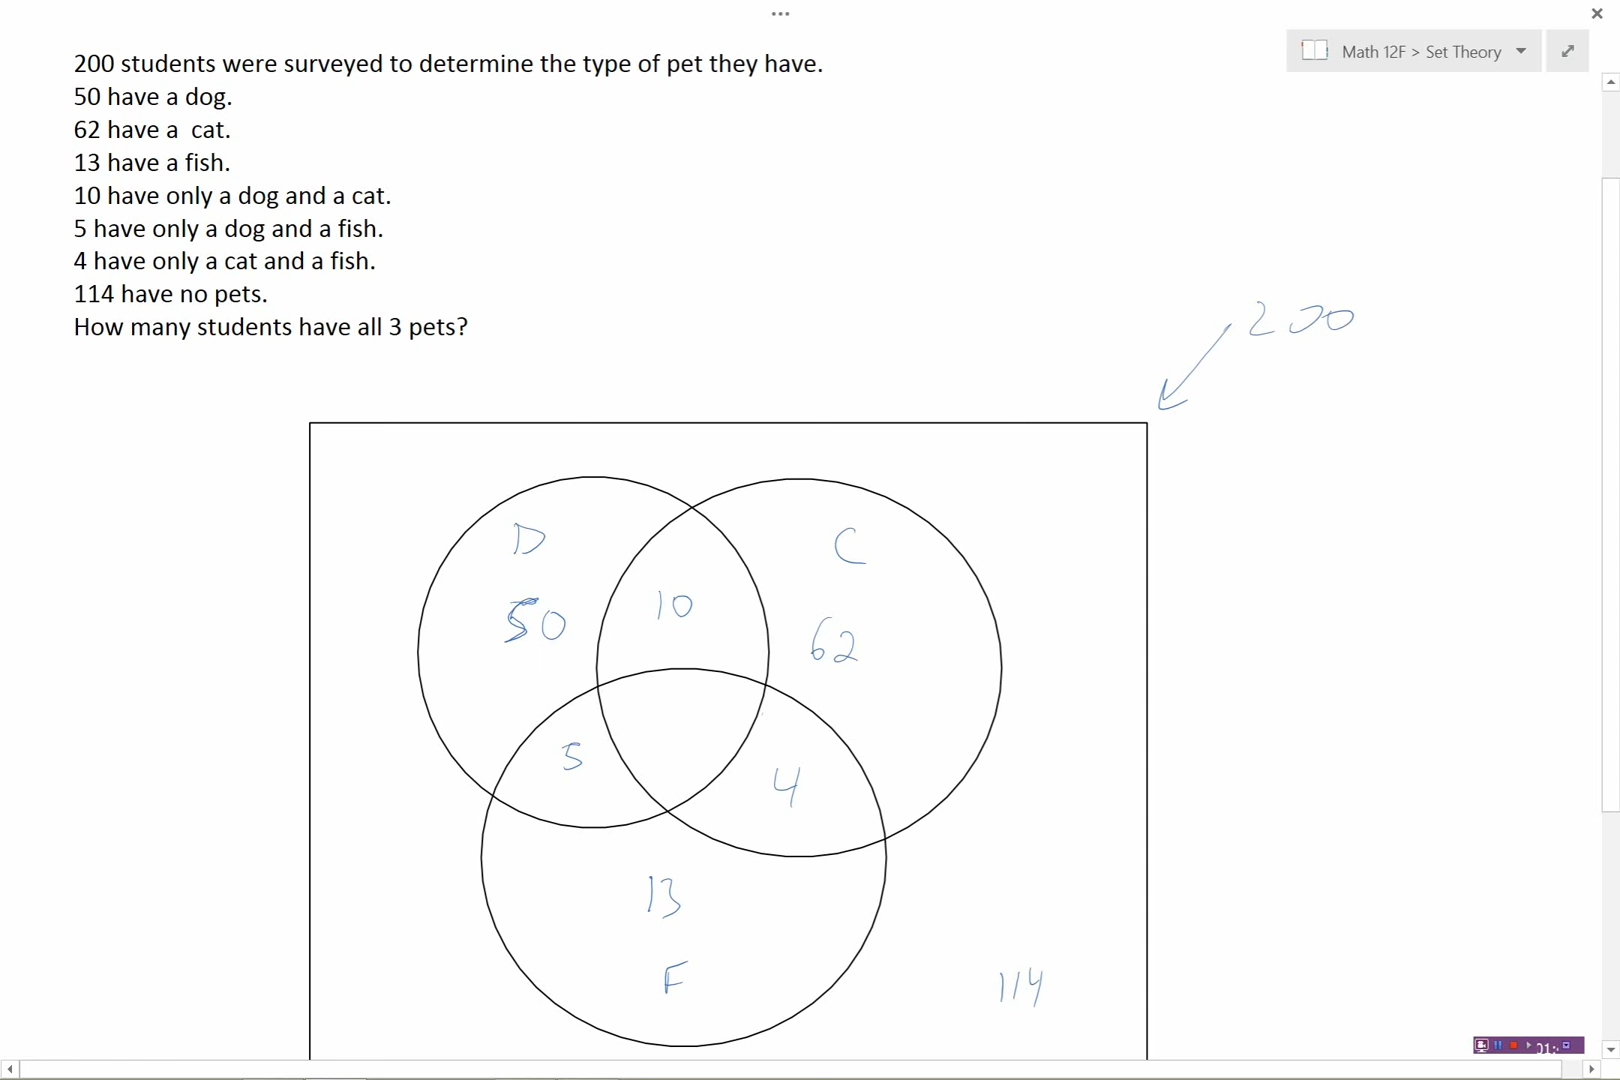 Math 12F > Set Theory
200 students were surveyed to determine the type of pet they have.
50 have a dog.
62 have a  cat.
13 have a fish.
10 have only a dog and a cat.
5 have only a dog and a fish.
4 have only a cat and a fish.
114 have no pets.
How many students have all 3 pets?
200
D
C
50
10
62
5
4
13
F
114